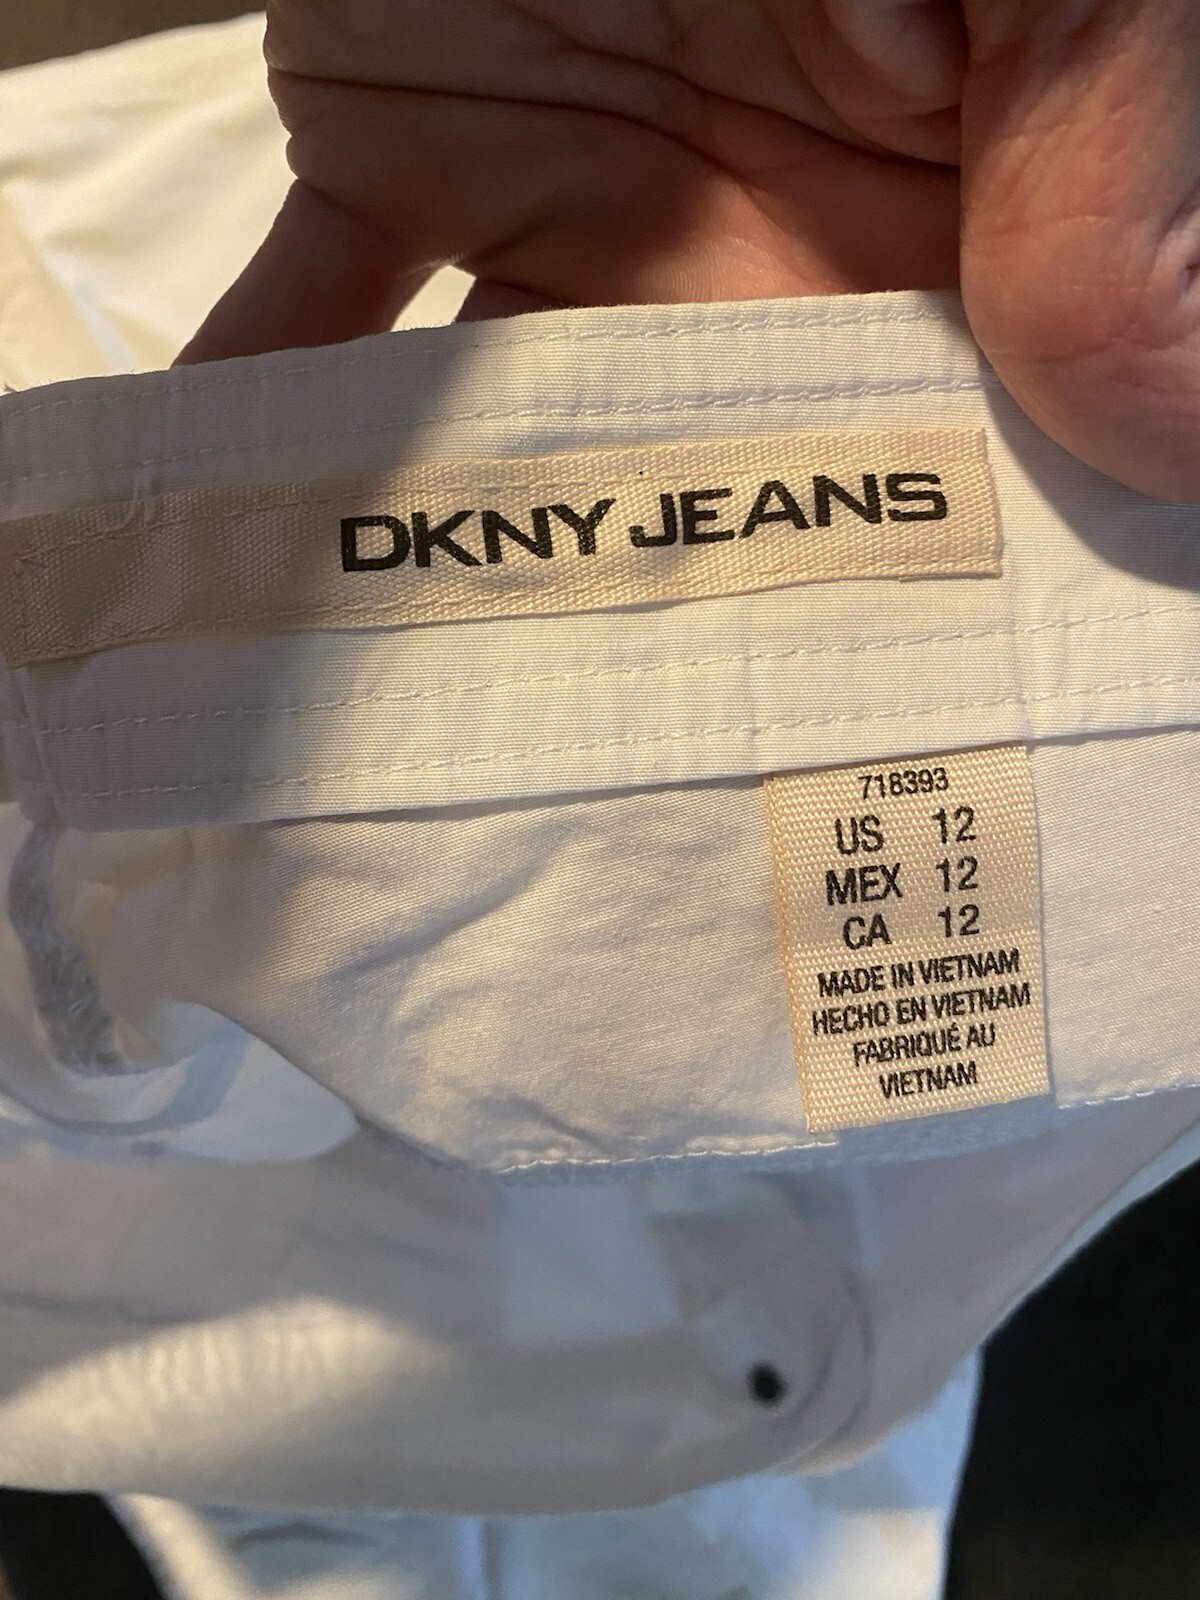 DKNY JEANS
718393
US 12
MEX 12
CA 12
MADE IN VIETNAM
HECHO EN VIETNAM
FABRIQUÉ AU
VIETNAM